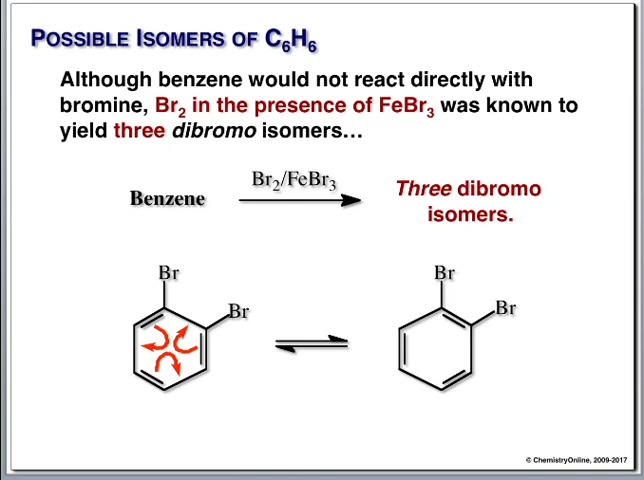 POSSIBLE ISOMERS OF C6H6
Although benzene would not react directly with
bromine, Br2 in the presence of FeBr3 was known to
yield three dibromo isomers…
Benzene
Br2/FeBr3
Three dibromo
isomers.
Br
Br
Br
Br
© ChemistryOnline, 2009-2017